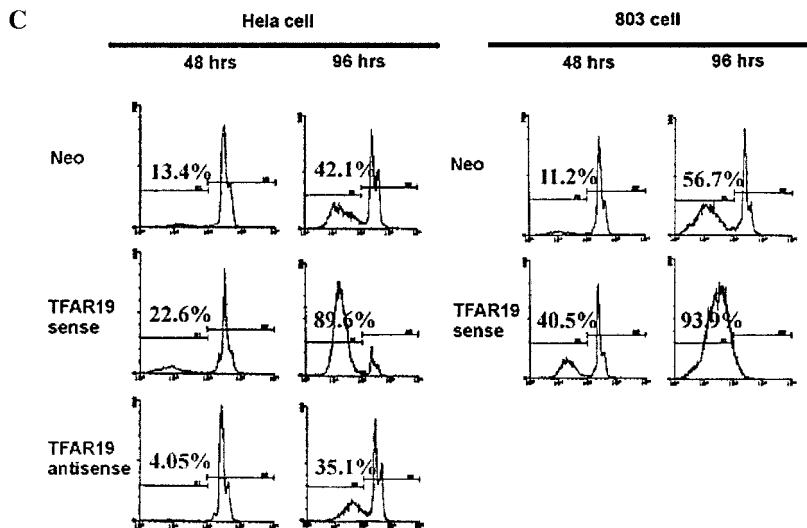 C
Hela cell
803 cell
48 hrs
96 hrs
48 hrs
96 hrs
Neo
13.4%
42.1%
Neo
11.2%
56.7%
TFAR19
sense
22.6%
89.6%
TFAR19
sense
40.5%
93.9%
TFAR19
antisense
4.05%
35.1%